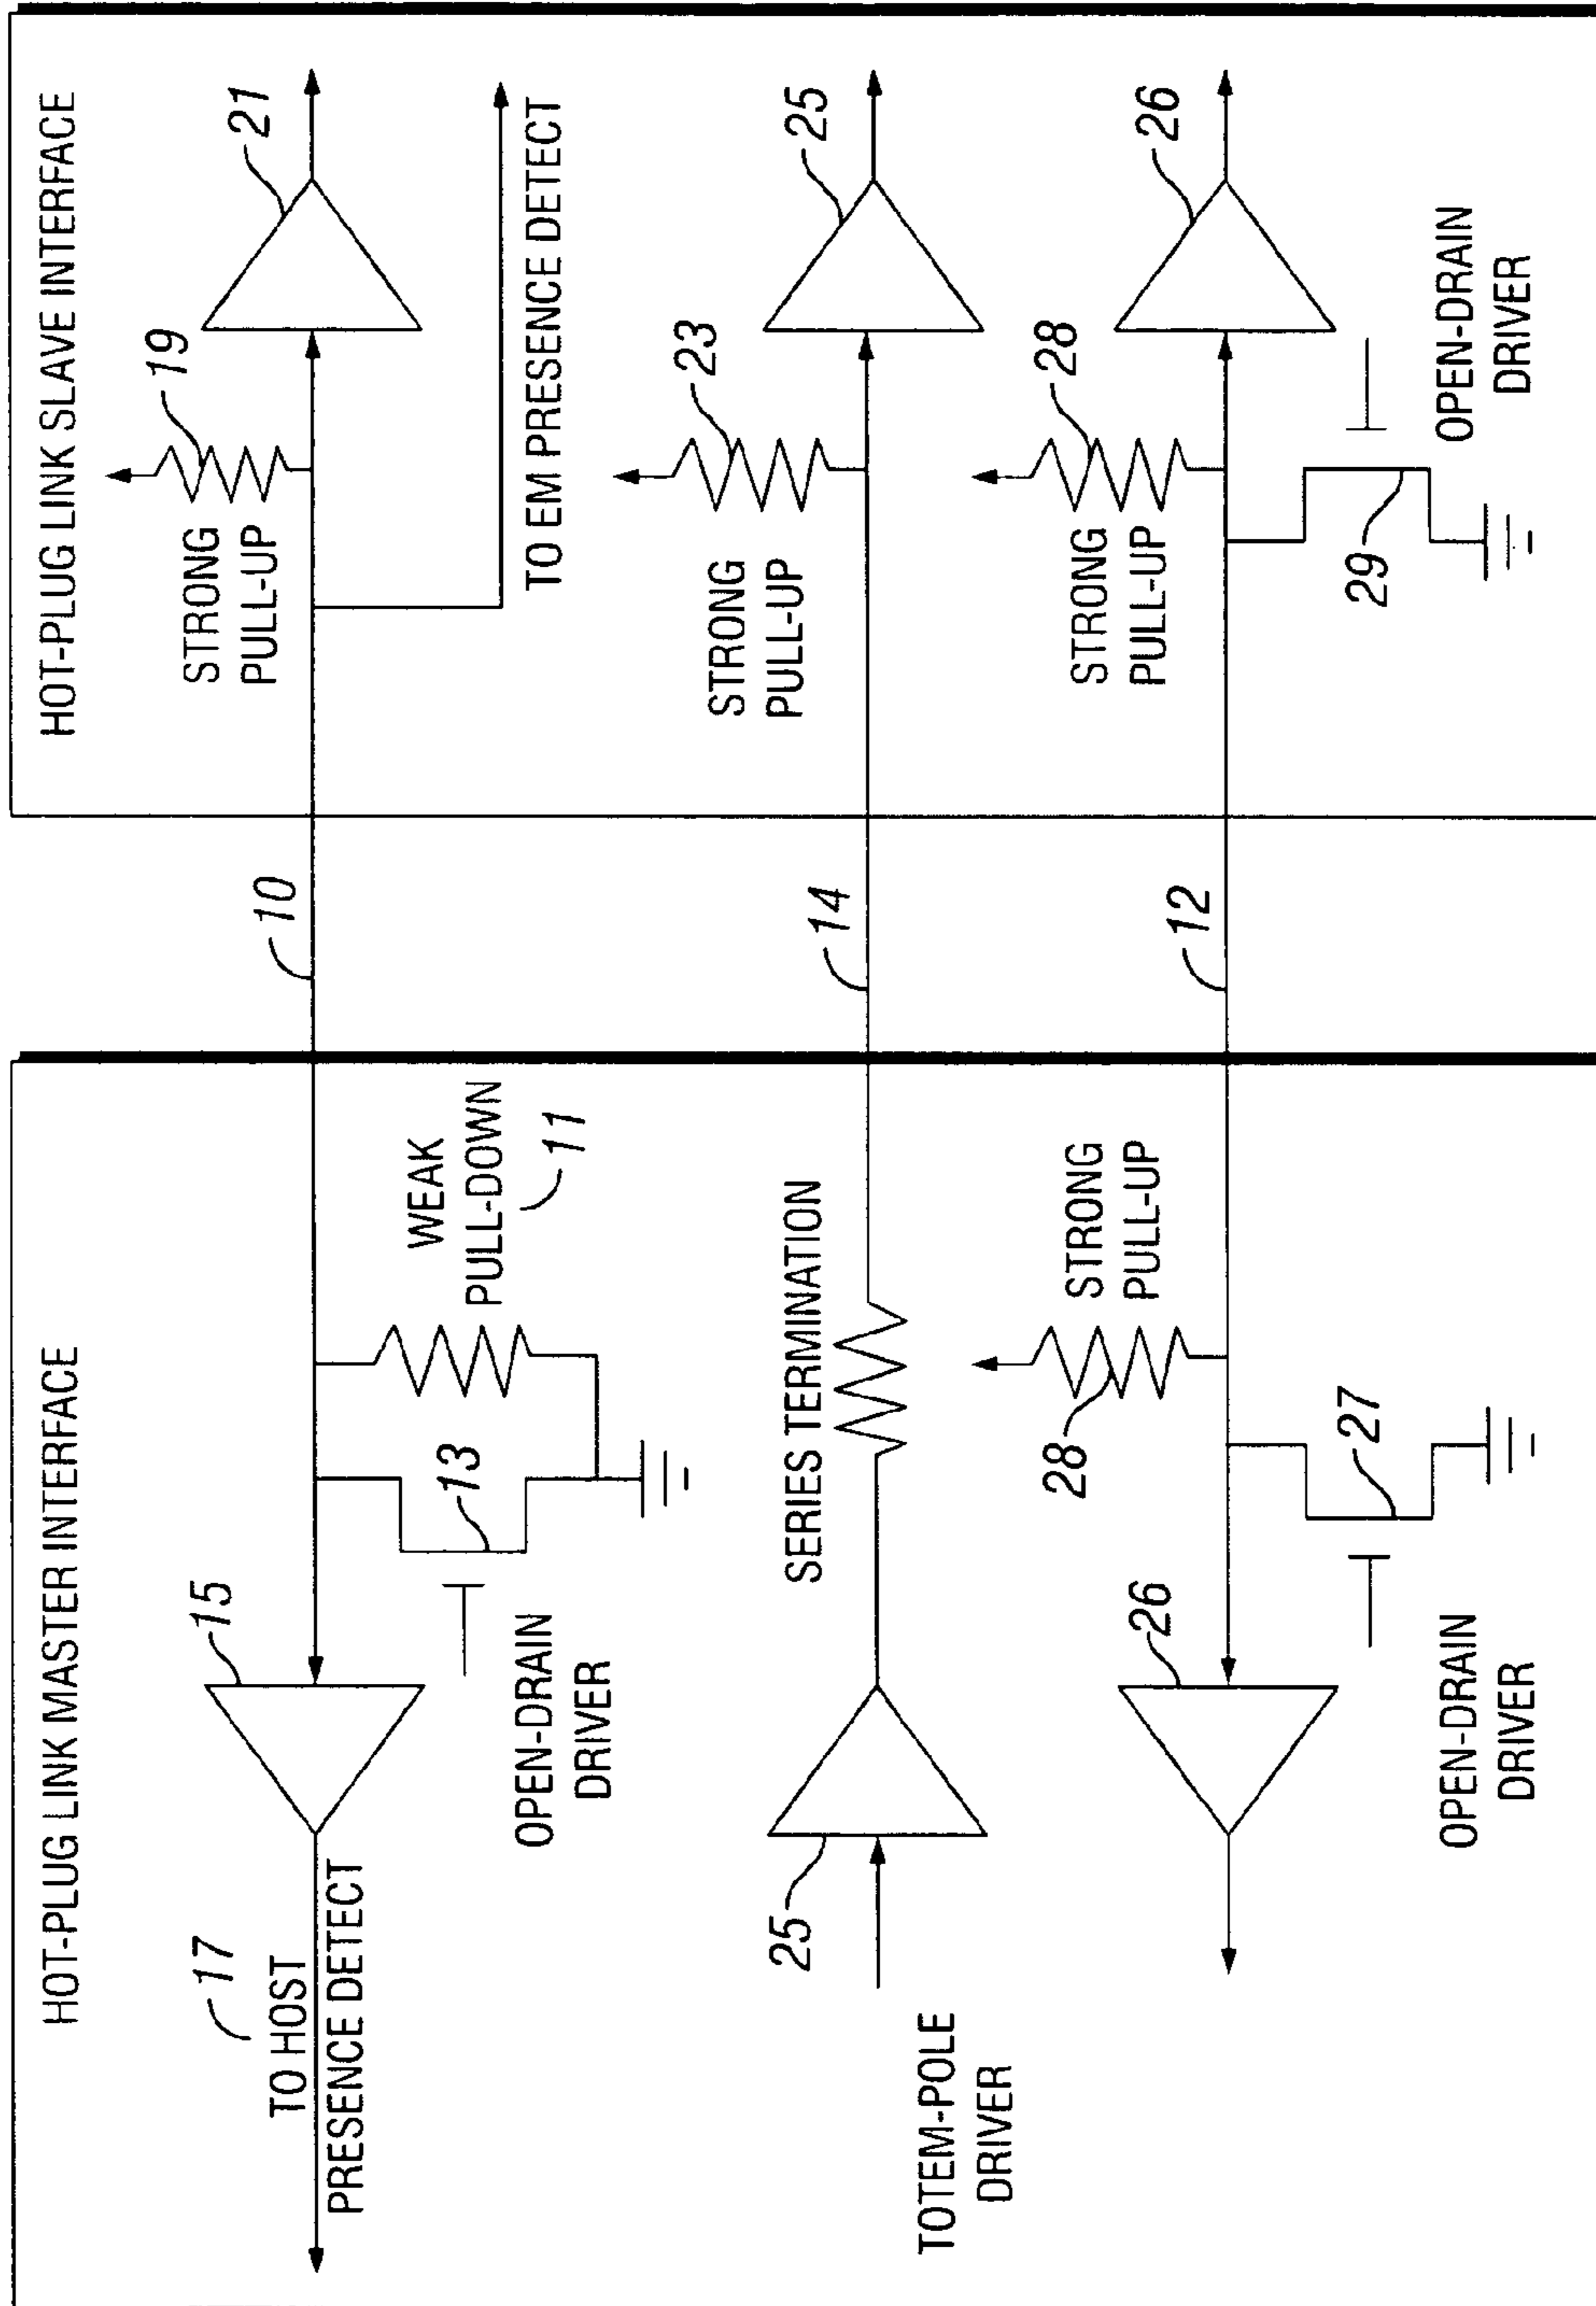 HOT-PLUG LINK MASTER INTERFACE
17
TO HOST
PRESENCE DETECT
15
13
OPEN-DRAIN
DRIVER
WEAK
PULL-DOWN
11
TOTEM-POLE
DRIVER
25
SERIES TERMINATION
26
28
STRONG
PULL-UP
27
OPEN-DRAIN
DRIVER
10
14
12
HOT-PLUG LINK SLAVE INTERFACE
STRONG
PULL-UP
19
21
TO EM PRESENCE DETECT
STRONG
PULL-UP
23
25
STRONG
PULL-UP
28
26
29
OPEN-DRAIN
DRIVER